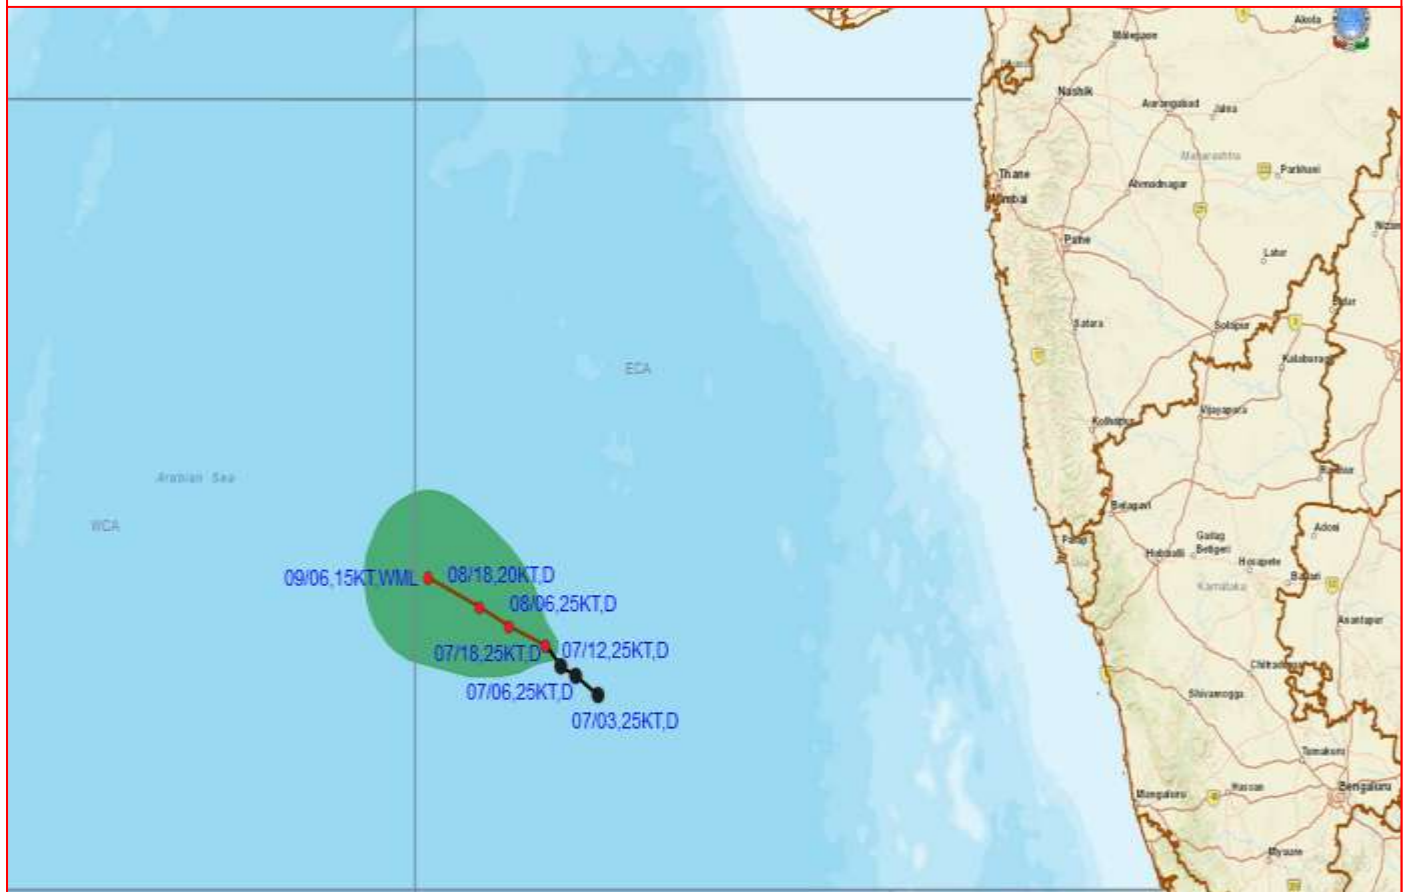 Akola
Malegaon
Nashik
Aurangabad
Jalna
Maharashtra
Parbhani
Thane
Ahmadnagar
Mumbai
Pune
Latur
Bidar
Satara
Solapur
ECA
Kalaburagi
Kolhapur
Vijayapura
Arabian Sea
Raichur
WCA
Belagavi
Panaji
Adoni
Gadag
Betigeri
Hubballi
Hosapete
Ballari
Karnataka
09/06,15KT,WML
08/18,20KT,D
08/06,25KT,D
Anantapur
07/18,25KT,D
07/12,25KT,D
07/06,25KT,D
07/03,25KT,D
Chitradurga
Shivamogga
Tumakuru
Mangaluru
Hassan
Bengaluru
Mysuru